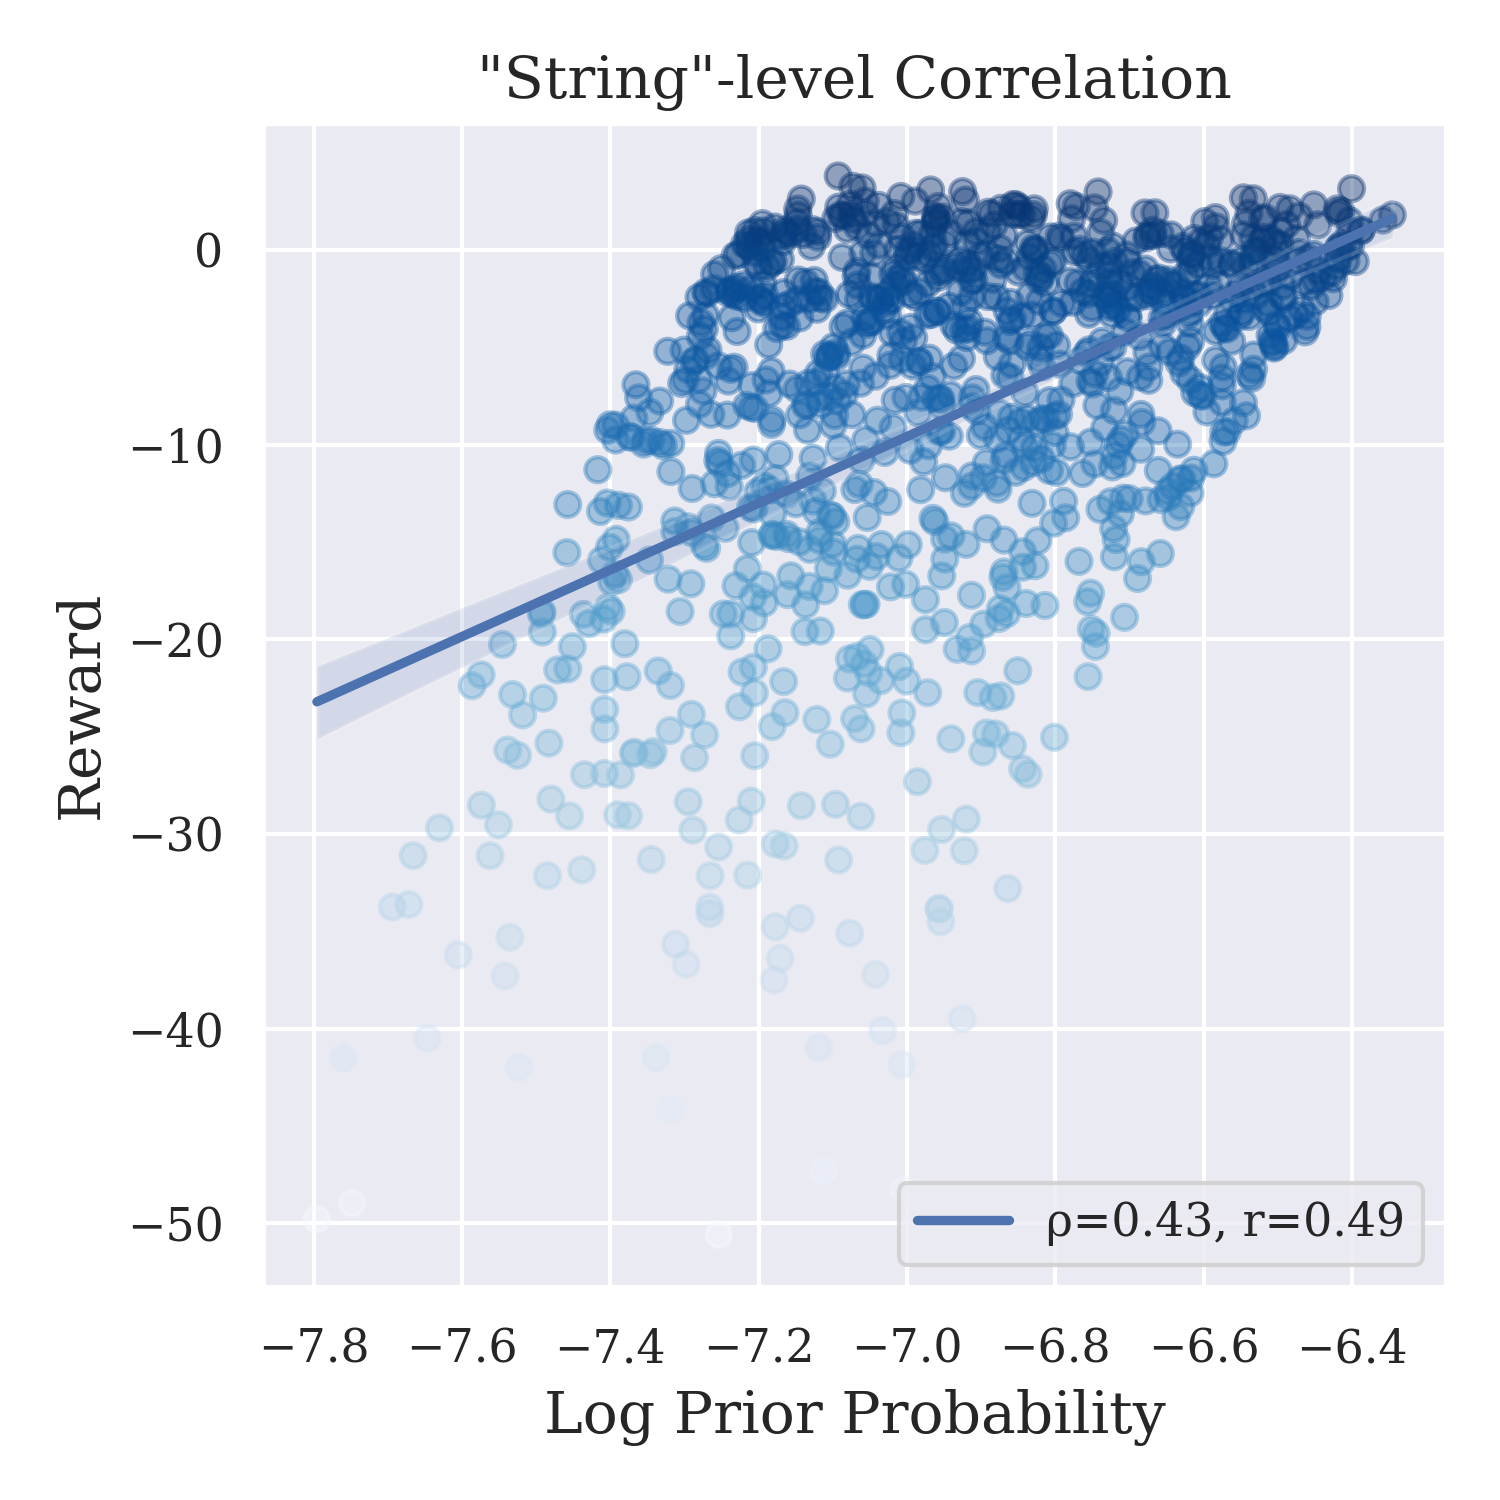 "String"-level Correlation
Reward
0
−10
−20
−30
−40
−50
ρ=0.43, r=0.49
−7.8 −7.6 −7.4 −7.2 −7.0 −6.8 −6.6 −6.4
Log Prior Probability